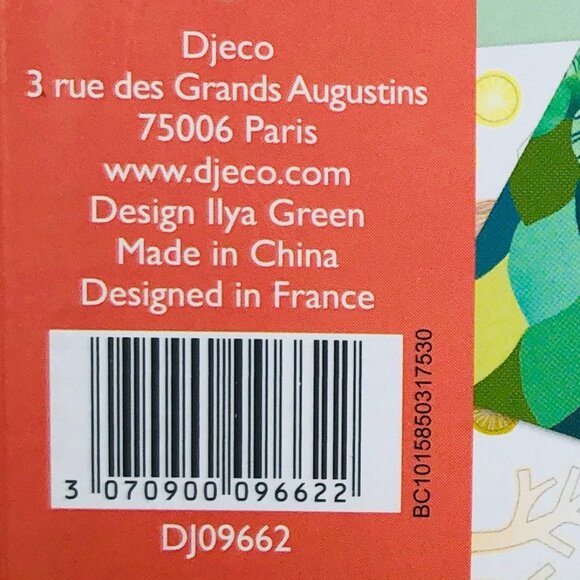 Djeco
3 rue des Grands Augustins
75006 Paris
www.djeco.com
Design Ilya Green
Made in China
Designed in France
3 070900 096622
DJ09662
BC1015850317530